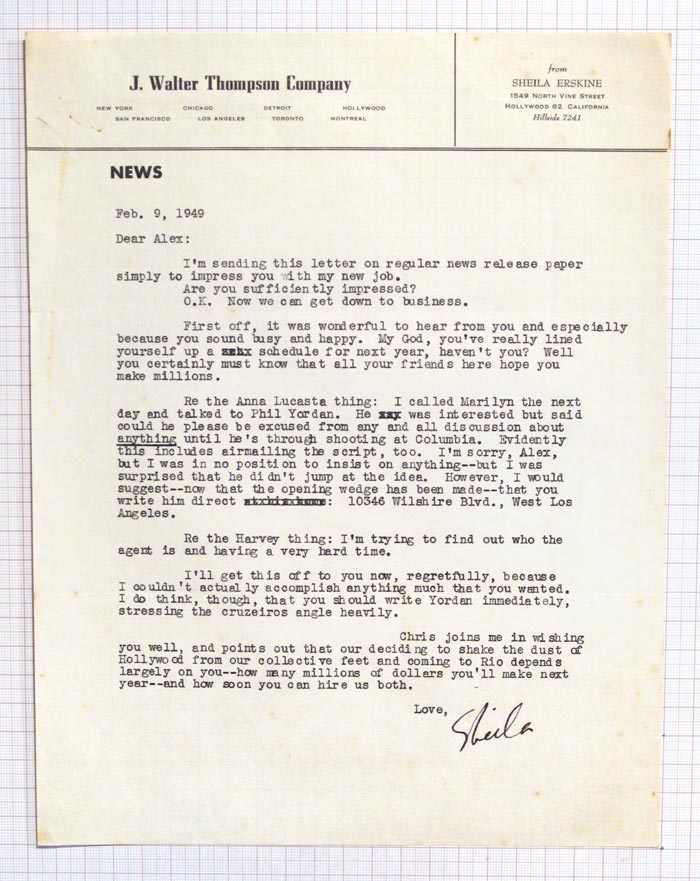 J. Walter Thompson Company
NEW YORK CHICAGO DETROIT HOLLYWOOD
SAN FRANCISCO LOS ANGELES TORONTO MONTREAL
from
SHEILA ERSKINE
1549 NORTH VINE STREET
HOLLYWOOD 82 CALIFORNIA
Hillside 7241
NEWS
Feb. 9, 1949
Dear Alex:
I'm sending this letter on regular news release paper
simply to impress you with my new job.
Are you sufficiently impressed?
O.K. Now we can get down to business.
First off, it was wonderful to hear from you and especially
because you sound busy and happy. My God, you've really lined
yourself up a schedule for next year, haven't you? Well
you certainly must know that all your friends here hope you
make millions.
Re the Anna Lucasta thing: I called Marilyn the next
day and talked to Phil Yordan. He was interested but said
could he please be excused from any and all discussion about
anything until he's through shooting at Columbia. Evidently
this includes airmailing the script, too. I'm sorry, Alex,
but I was in no position to insist on anything--but I was
surprised that he didn't jump at the idea. However, I would
suggest--now that the opening wedge has been made--that you
write him direct : 10346 Wilshire Blvd., West Los
Angeles.
Re the Harvey thing: I'm trying to find out who the
agent is and having a very hard time.
I'll get this off to you now, regretfully, because
I couldn't actually accomplish anything much that you wanted.
I do think, though, that you should write Yordan immediately,
stressing the cruzeiros angle heavily.
Chris joins me in wishing
you well, and points out that our deciding to shake the dust of
Hollywood from our collective feet and coming to Rio depends
largely on you--how many millions of dollars you'll make next
year--and how soon you can hire us both.
Love,
Sheila